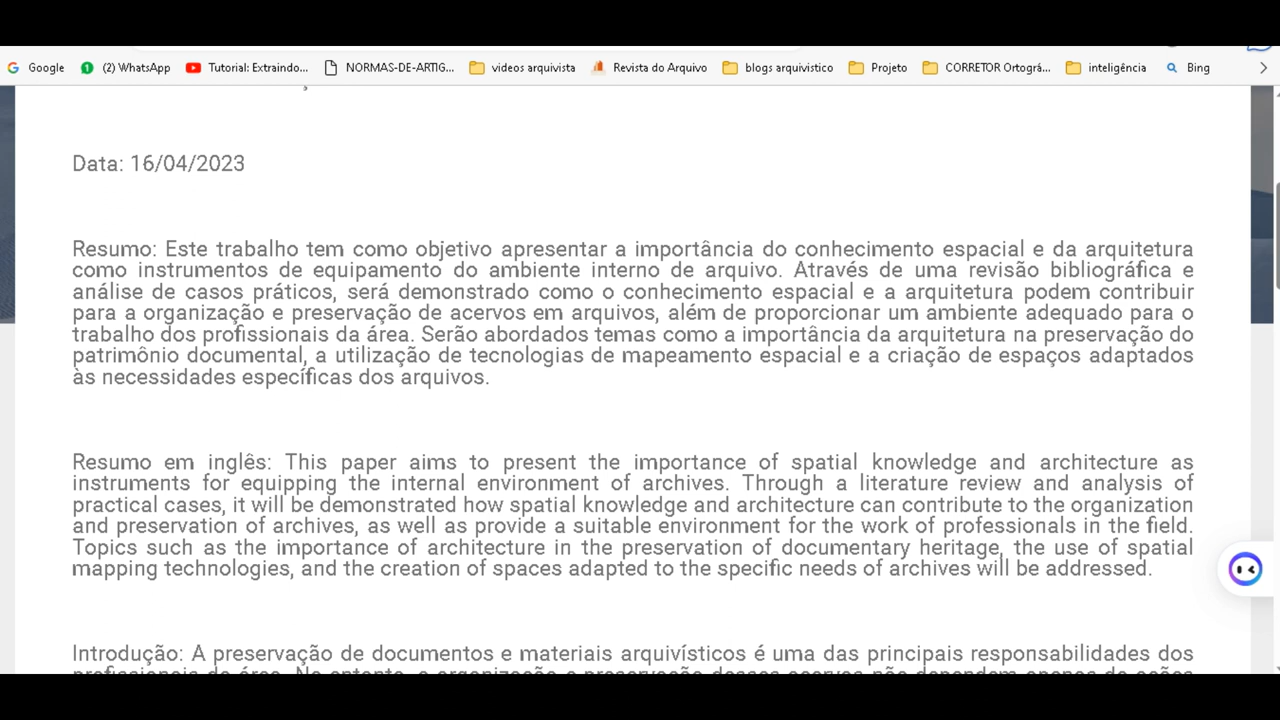 Google (2) WhatsApp Tutorial: Extraindo... NORMAS-DE-ARTIG... videos arquivista Revista do Arquivo blogs arquivistico Projeto CORRETOR Ortográ... inteligência Bing
Data: 16/04/2023
Resumo: Este trabalho tem como objetivo apresentar a importância do conhecimento espacial e da arquitetura
como instrumentos de equipamento do ambiente interno de arquivo. Através de uma revisão bibliográfica e
análise de casos práticos, será demonstrado como o conhecimento espacial e a arquitetura podem contribuir
para a organização e preservação de acervos em arquivos, além de proporcionar um ambiente adequado para o
trabalho dos profissionais da área. Serão abordados temas como a importância da arquitetura na preservação do
patrimônio documental, a utilização de tecnologias de mapeamento espacial e a criação de espaços adaptados
às necessidades específicas dos arquivos.
Resumo em inglês: This paper aims to present the importance of spatial knowledge and architecture as
instruments for equipping the internal environment of archives. Through a literature review and analysis of
practical cases, it will be demonstrated how spatial knowledge and architecture can contribute to the organization
and preservation of archives, as well as provide a suitable environment for the work of professionals in the field.
Topics such as the importance of architecture in the preservation of documentary heritage, the use of spatial
mapping technologies, and the creation of spaces adapted to the specific needs of archives will be addressed.
Introdução: A preservação de documentos e materiais arquivísticos é uma das principais responsabilidades dos